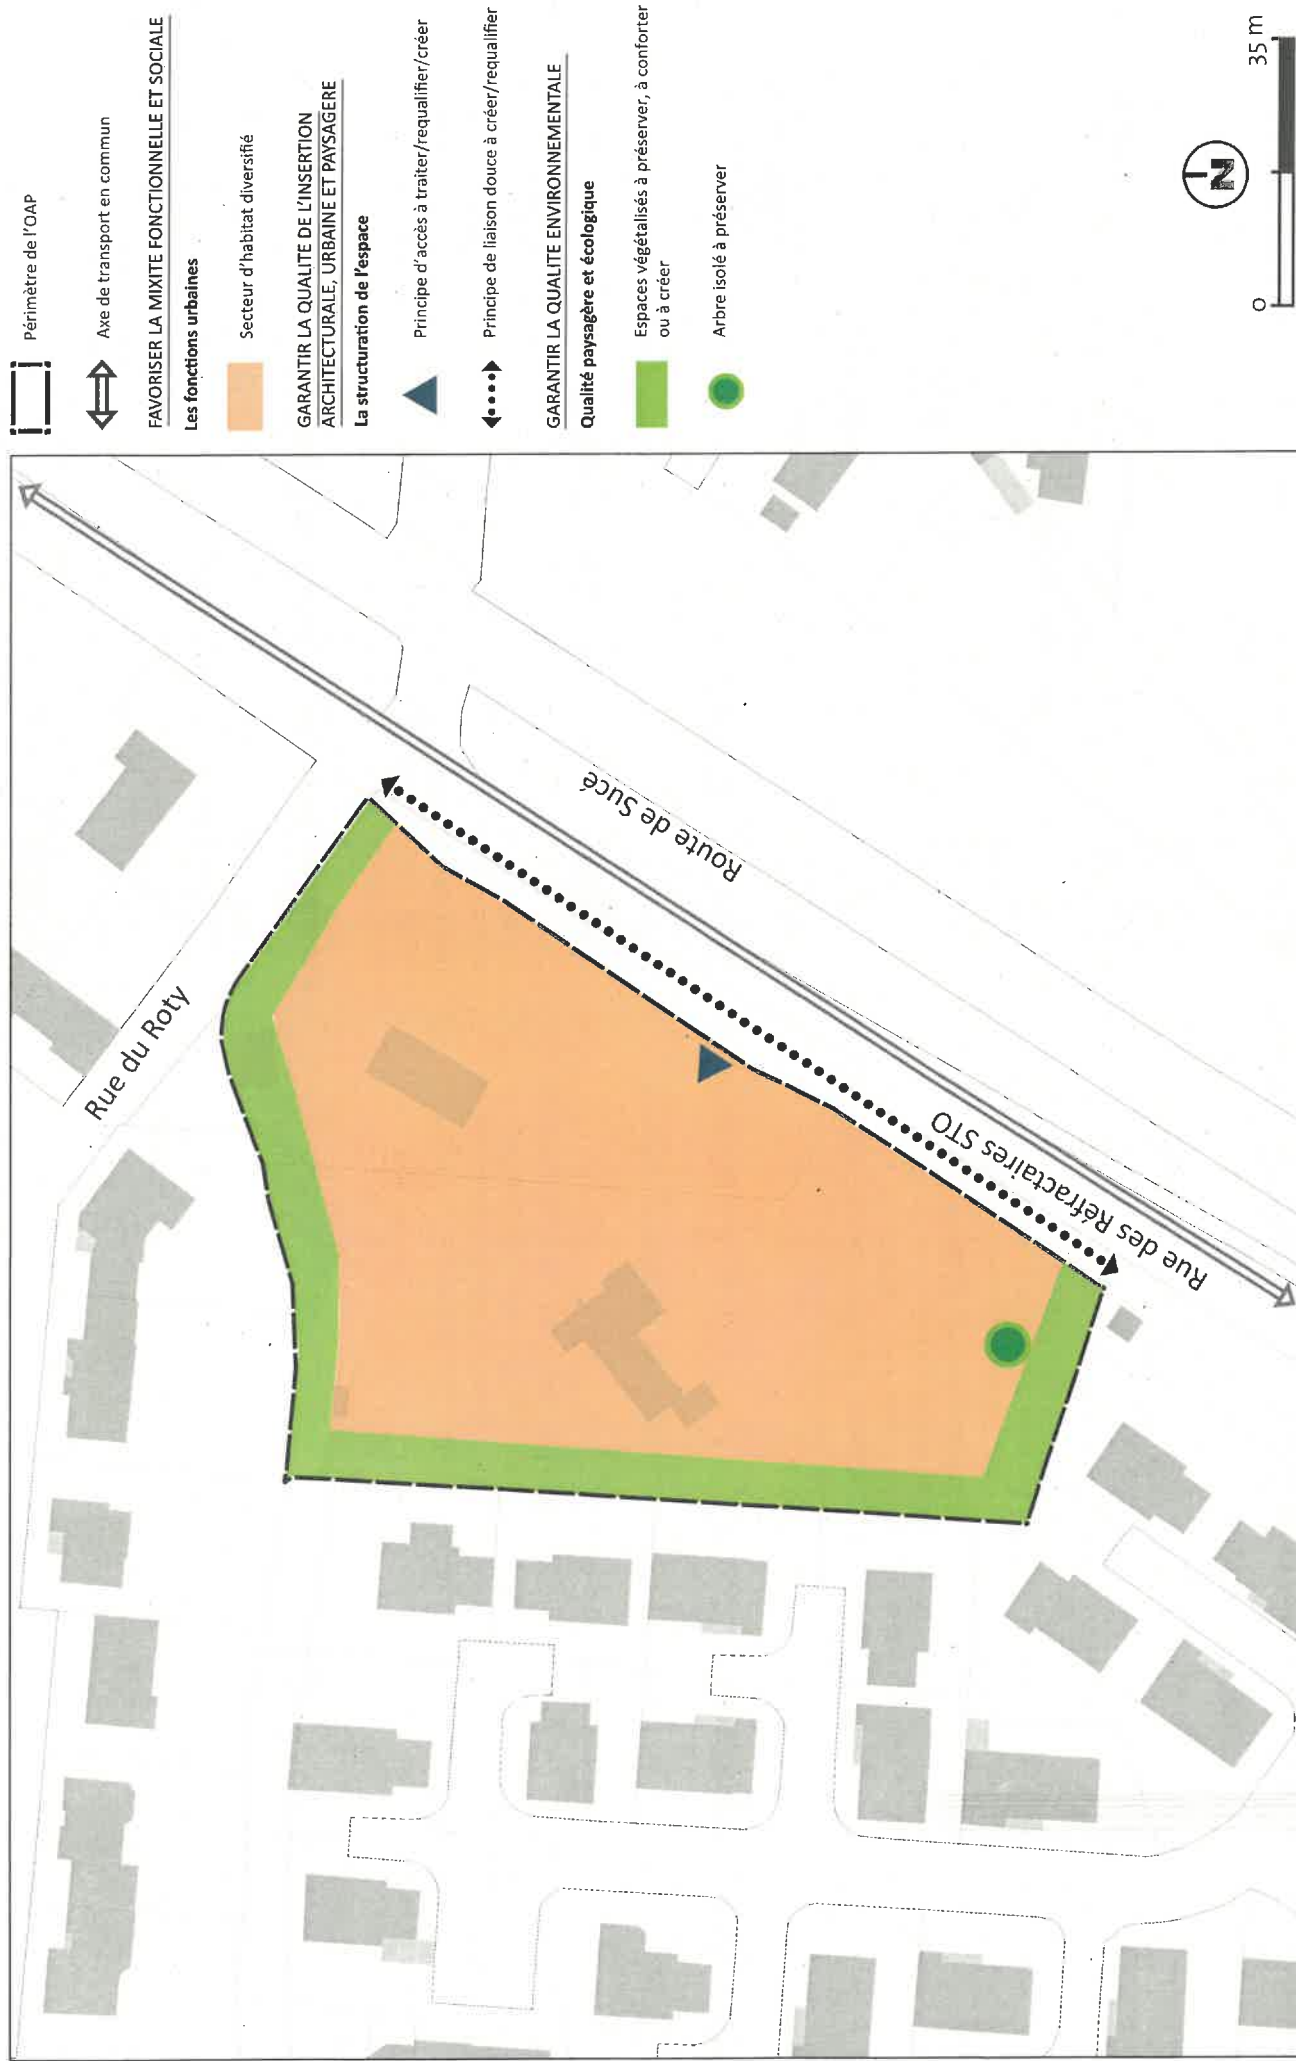 Périmètre de l'OAP
Axe de transport en commun
FAVORISER LA MIXITE FONCTIONNELLE ET SOCIALE
Les fonctions urbaines
Secteur d'habitat diversifié
GARANTIR LA QUALITE DE L'INSERTION
ARCHITECTURALE, URBAINE ET PAYSAGERE
La structuration de l'espace
Principe d'accès à traiter/requalifier/créer
Principe de liaison douce à créer/requalifier
GARANTIR LA QUALITE ENVIRONNEMENTALE
Qualité paysagère et écologique
Espaces végétalisés à préserver, à conforter
ou à créer
Arbre isolé à préserver
N
0
35 m
Rue du Roty
Route de Sucé
Rue des Réfractaires STO